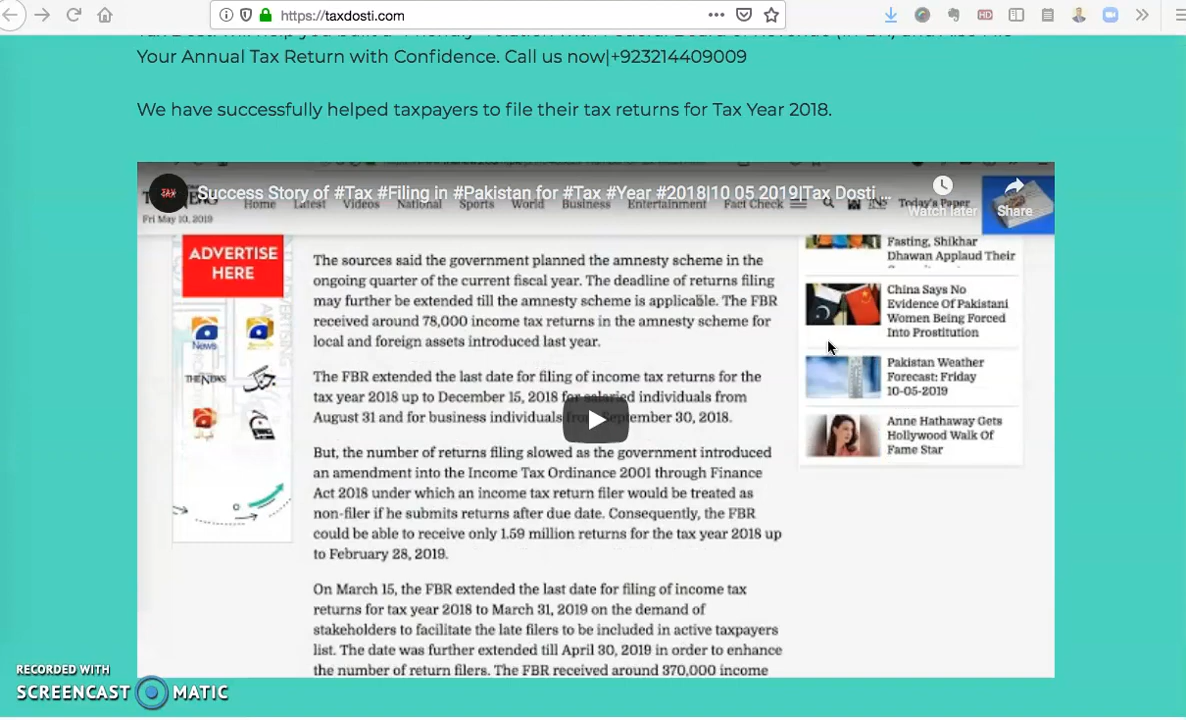 https://taxdosti.com
Your Annual Tax Return with Confidence. Call us now|+923214409009
We have successfully helped taxpayers to file their tax returns for Tax Year 2018.
TAX
Success Story of #Tax #Filing in #Pakistan for #Tax #Year #2018|10 05 2019|Tax Dosti...
Watch later
Share
Home Latest Videos National Sports World Business Entertainment Fact Check Today's Paper
Fri May 10, 2019
ADVERTISE
HERE
News
THE NEWS
جنگ
The sources said the government planned the amnesty scheme in the
ongoing quarter of the current fiscal year. The deadline of returns filing
may further be extended till the amnesty scheme is applicable. The FBR
received around 78,000 income tax returns in the amnesty scheme for
local and foreign assets introduced last year.
The FBR extended the last date for filing of income tax returns for the
tax year 2018 up to December 15, 2018 for salaried individuals from
August 31 and for business individuals from September 30, 2018.
But, the number of returns filing slowed as the government introduced
an amendment into the Income Tax Ordinance 2001 through Finance
Act 2018 under which an income tax return filer would be treated as
non-filer if he submits returns after due date. Consequently, the FBR
could be able to receive only 1.59 million returns for the tax year 2018 up
to February 28, 2019.
On March 15, the FBR extended the last date for filing of income tax
returns for tax year 2018 to March 31, 2019 on the demand of
stakeholders to facilitate the late filers to be included in active taxpayers
list. The date was further extended till April 30, 2019 in order to enhance
the number of return filers. The FBR received around 370,000 income
Fasting, Shikhar
Dhawan Applaud Their
China Says No
Evidence Of Pakistani
Women Being Forced
Into Prostitution
Pakistan Weather
Forecast: Friday
10-05-2019
Anne Hathaway Gets
Hollywood Walk Of
Fame Star
RECORDED WITH
SCREENCAST MATIC